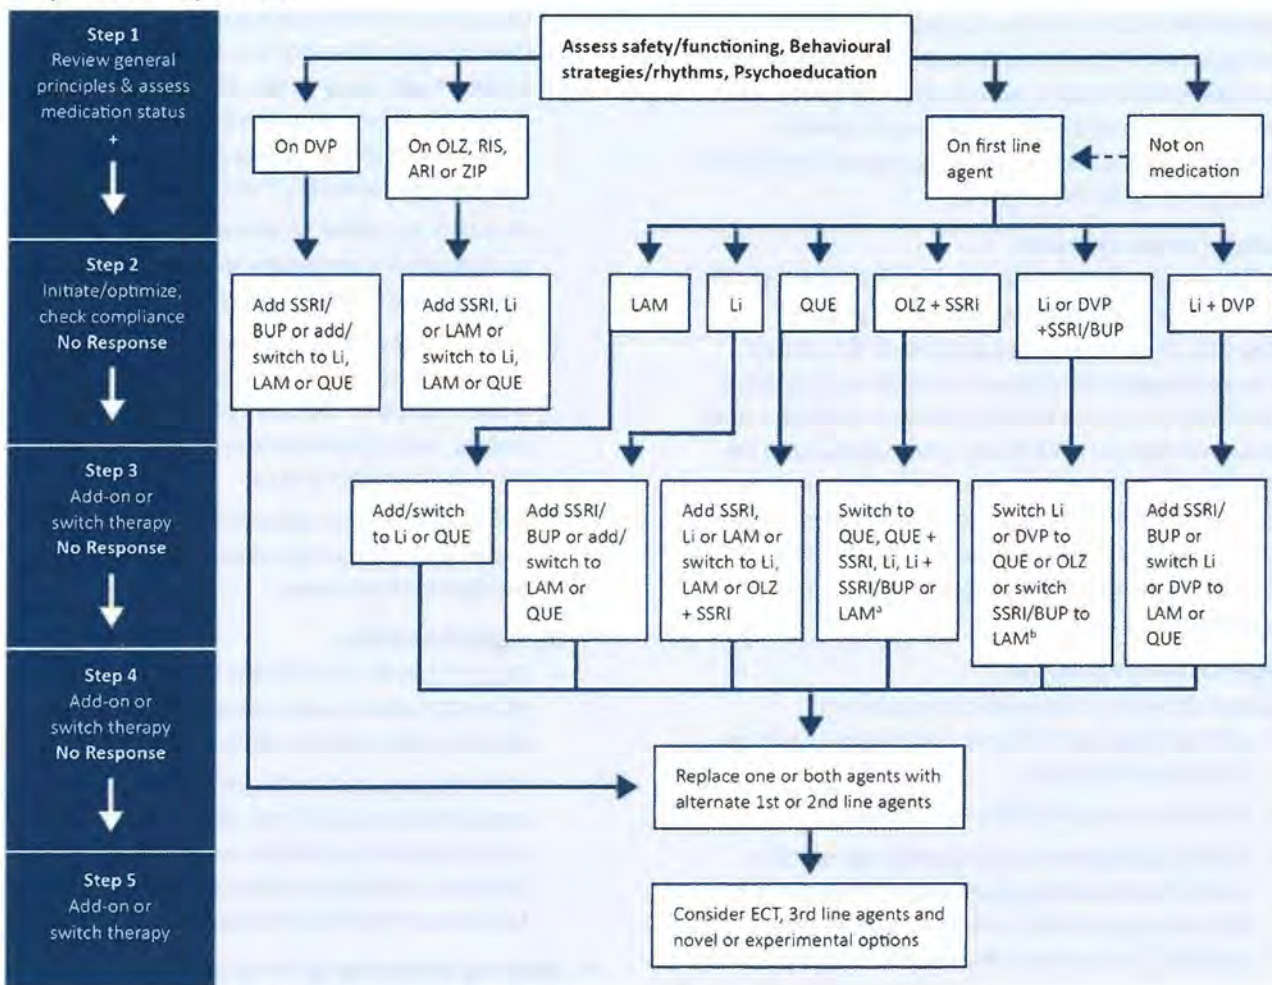 Step 1
Review general
principles & assess
medication status
+
Assess safety/functioning, Behavioural
strategies/rhythms, Psychoeducation
On DVP
On OLZ, RIS,
ARI or ZIP
On first line
agent
Not on
medication
Step 2
Initiate/optimize,
check compliance
No Response
Add SSRI/
BUP or add/
switch to Li,
LAM or QUE
Add SSRI, Li
or LAM or
switch to Li,
LAM or QUE
LAM
Li
QUE
OLZ + SSRI
Li or DVP
+SSRI/BUP
Li + DVP
Step 3
Add-on or
switch therapy
No Response
Add/switch
to Li or QUE
Add SSRI/
BUP or add/
switch to
LAM or
QUE
Add SSRI,
Li or LAM or
switch to Li,
LAM or OLZ
+ SSRI
Switch to
QUE, QUE +
SSRI, Li, Li +
SSRI/BUP or
LAMᵃ
Switch Li
or DVP to
QUE or OLZ
or switch
SSRI/BUP to
LAMᵇ
Add SSRI/
BUP or
switch Li
or DVP to
LAM or
QUE
Step 4
Add-on or
switch therapy
No Response
Replace one or both agents with
alternate 1st or 2nd line agents
Step 5
Add-on or
switch therapy
Consider ECT, 3rd line agents and
novel or experimental options